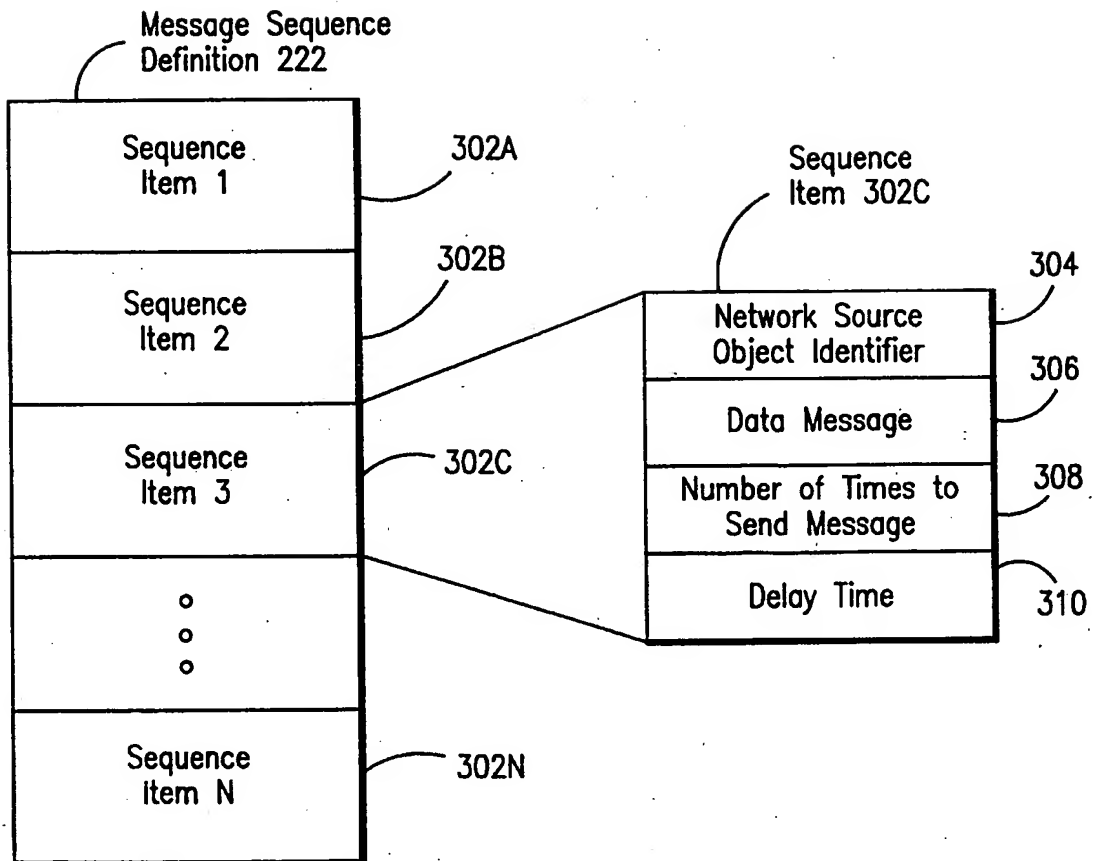 Message Sequence
Definition 222
Sequence
Item 1
302A
Sequence
Item 2
302B
Sequence
Item 3
302C
Sequence
Item N
302N
Sequence
Item 302C
Network Source
Object Identifier
304
Data Message
306
Number of Times to
Send Message
308
Delay Time
310